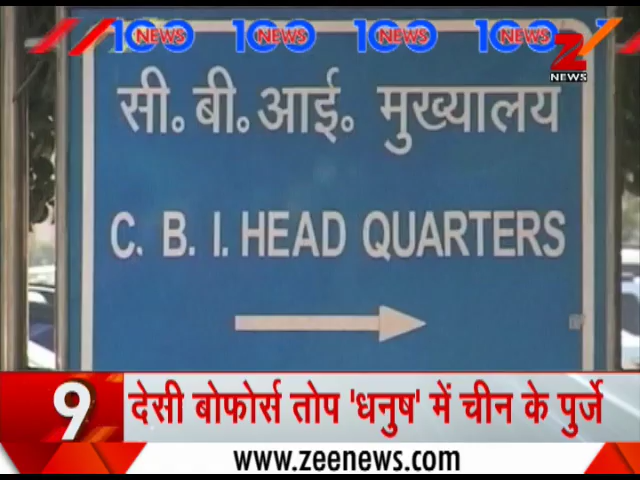 100 NEWS 100 NEWS 100 NEWS 100 NEWS
Z NEWS
सी. बी. आई. मुख्यालय
C. B. I. HEAD QUARTERS
9 देसी बोफोर्स तोप 'धनुष' में चीन के पुर्जे
www.zeenews.com